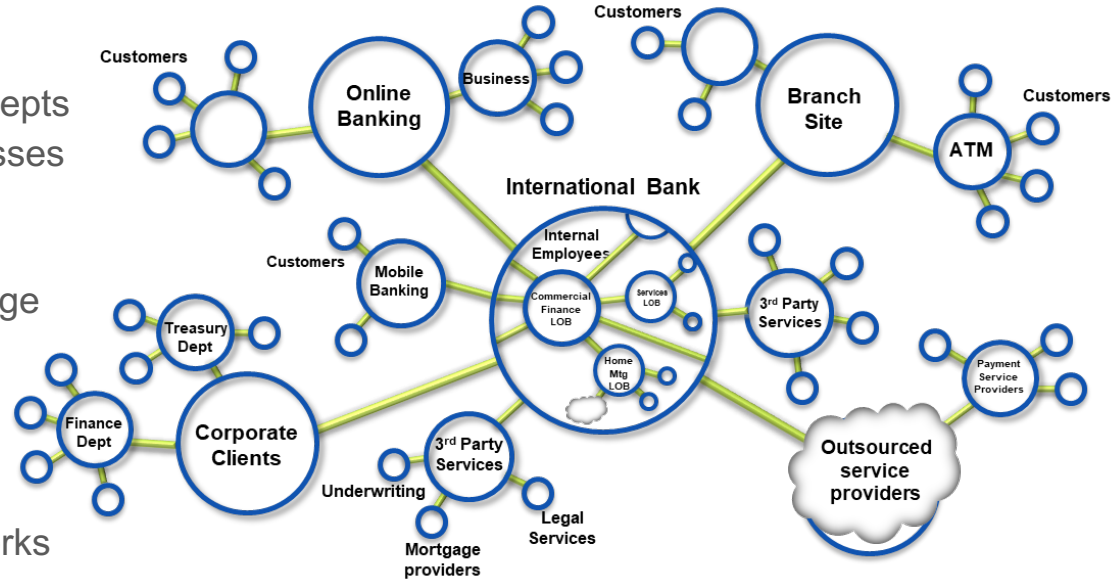 epts
sses
ge
rks
Customers
Online
Banking
Business
Customers
Branch
Site
Customers
ATM
International Bank
Internal
Employees
Commercial
Finance
LOB
Services
LOB
Home
Mtg
LOB
Customers
Mobile
Banking
3rd Party
Services
Payment
Service
Providers
Treasury
Dept
Finance
Dept
Corporate
Clients
3rd Party
Services
Underwriting
Mortgage
providers
Legal
Services
Outsourced
service
providers